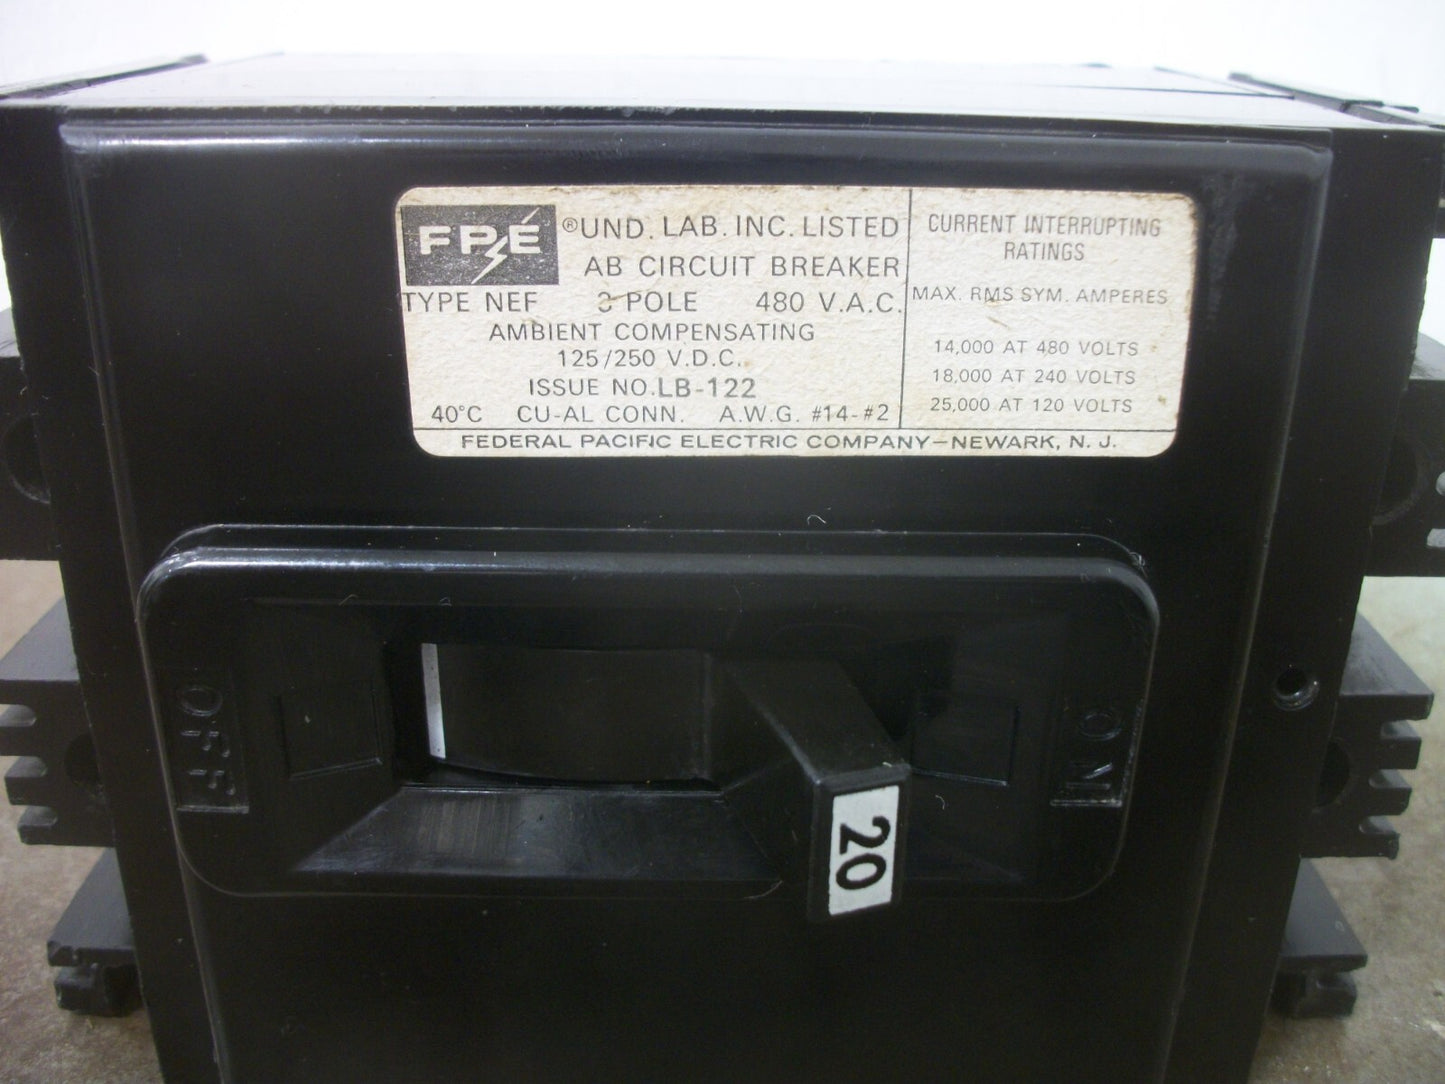 FPE ® UND. LAB. INC. LISTED
AB CIRCUIT BREAKER
TYPE NEF 3 POLE 480 V.A.C.
AMBIENT COMPENSATING
125/250 V.D.C.
ISSUE NO. LB-122
40°C CU-AL CONN. A.W.G. #14-#2
CURRENT INTERRUPTING
RATINGS
MAX. RMS SYM. AMPERES
14,000 AT 480 VOLTS
18,000 AT 240 VOLTS
25,000 AT 120 VOLTS
FEDERAL PACIFIC ELECTRIC COMPANY—NEWARK, N. J.
OFF
ON
20